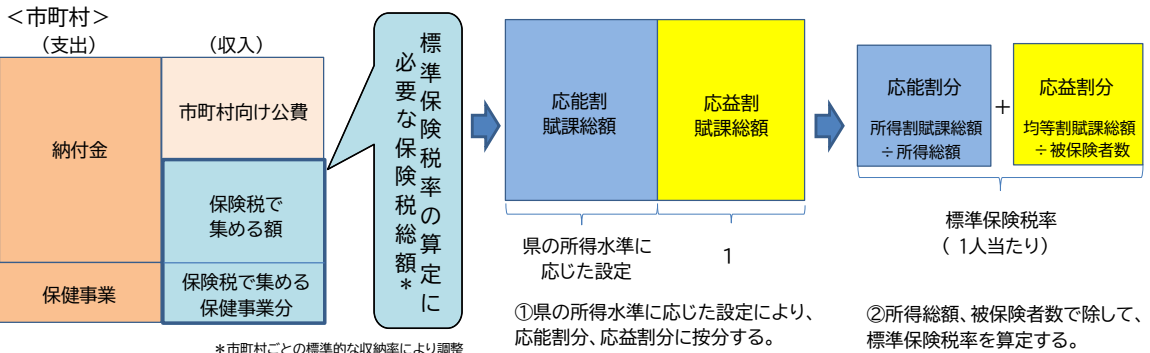 <市町村>
(支出)
(収入)
納付金
保健事業
市町村向け公費
保険税で
集める額
保険税で集める
保健事業分
標準保険税率の算定に
必要な保険税総額*
*市町村ごとの標準的な収納率により調整
応能割
賦課総額
応益割
賦課総額
県の所得水準に
応じた設定
1
①県の所得水準に応じた設定により、
応能割分、応益割分に按分する。
応能割分
所得割賦課総額
÷所得総額
+
応益割分
均等割賦課総額
÷被保険者数
標準保険税率
( 1人当たり)
②所得総額、被保険者数で除して、
標準保険税率を算定する。